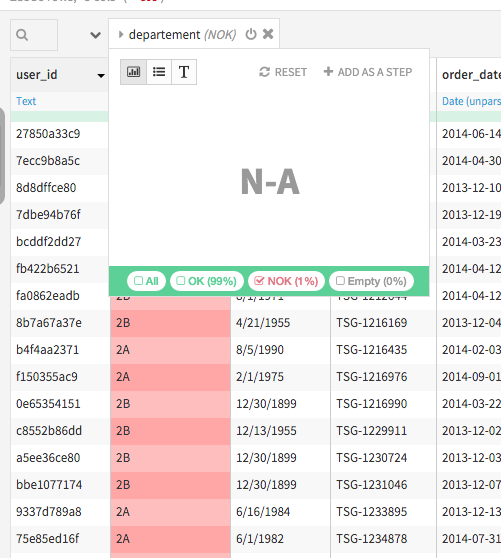 departement (NOK)
user_id
order_date
RESET
ADD AS A STEP
T
Text
Date (unpars
N-A
All
OK (99%)
NOK (1%)
Empty (0%)
27850a33c9 2014-06-14
7ecc9b8a5c 2014-04-30
8d8dffce80 2013-12-10
7dbe94b76f 2013-12-19
bcddf2dd27 2014-03-23
fb422b6521 2014-04-12
fa0862eadb 2B 8/1/1971 2014-04-12
8b7a67a37e 2B 4/21/1955 TSG-1216169 2013-12-04
b4f4aa2371 2A 8/5/1990 TSG-1216435 2014-02-03
f150355ac9 2A 2/1/1975 TSG-1216976 2014-09-01
0e65354151 2B 12/30/1899 TSG-1216990 2014-03-22
c8552b86dd 2B 12/13/1955 TSG-1229911 2013-12-02
a5ee36ce80 2B 12/30/1899 TSG-1230724 2013-12-03
bbe1077174 2B 12/30/1899 TSG-1231046 2013-12-07
9337d789a8 2A 6/16/1984 TSG-1233895 2013-12-13
75e85ed16f 2A 6/1/1982 TSG-1234878 2014-07-31